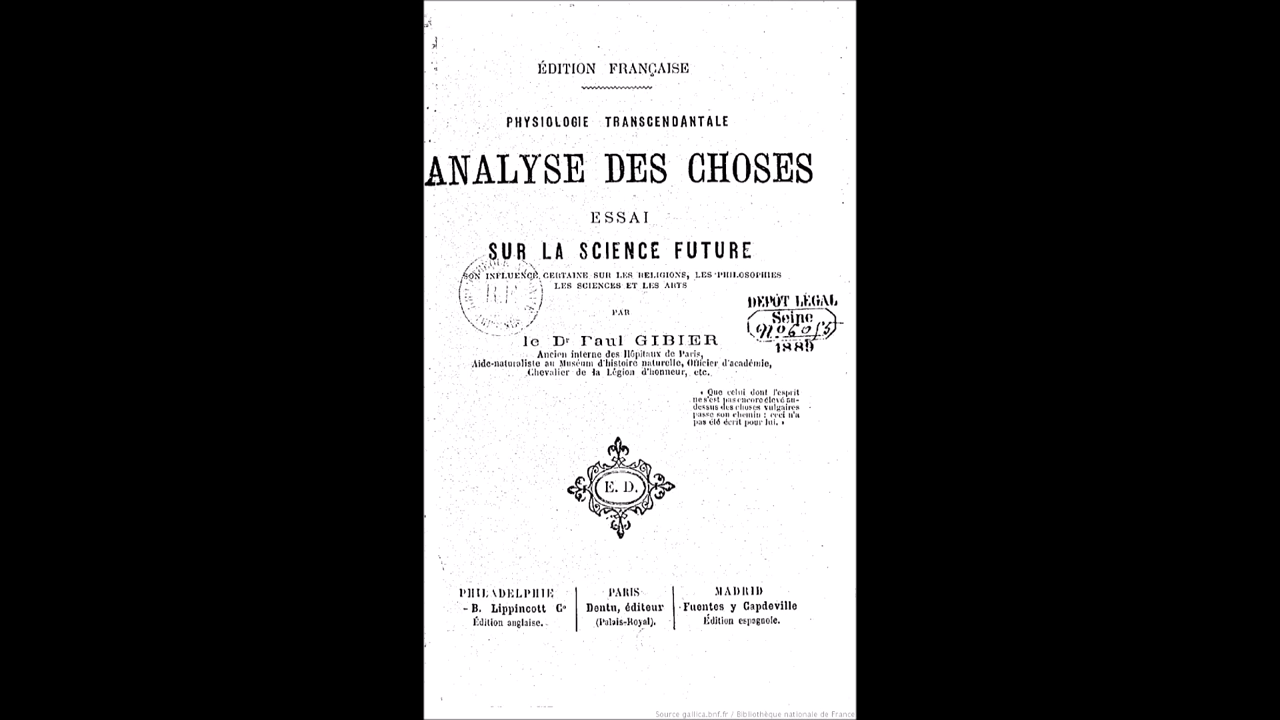 ÉDITION FRANÇAISE
PHYSIOLOGIE TRANSCENDANTALE
ANALYSE DES CHOSES
ESSAI
SUR LA SCIENCE FUTURE
SON INFLUENCE CERTAINE SUR LES RELIGIONS, LES PHILOSOPHIES
LES SCIENCES ET LES ARTS
R.F
DEPÔT LÉGAL
Seine
1889
PAR
le Dr Paul GIBIER
Ancien interne des Hôpitaux de Paris,
Aide-naturaliste au Muséum d'histoire naturelle, Officier d'académie,
Chevalier de la Légion d'honneur, etc.
« Que celui dont l'esprit
ne s'est pas encore élevé au-
dessus des choses vulgaires
passe son chemin : ceci n'a
pas été écrit pour lui. »
E. D.
PHILADELPHIE
- B. Lippincott Co
Édition anglaise.
PARIS
Dentu, éditeur
(Palais-Royal).
MADRID
Fuentes y Capdeville
Édition espagnole.
Source gallica.bnf.fr / Bibliothèque nationale de France